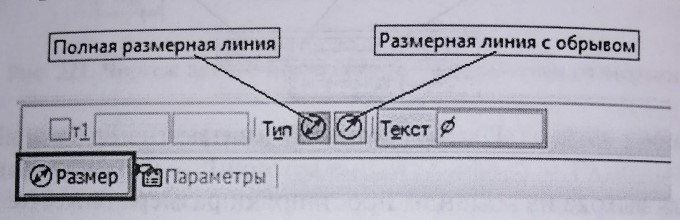 Полная размерная линия
Размерная линия с обрывом
т1 Тип Текст ⌀
Размер Параметры